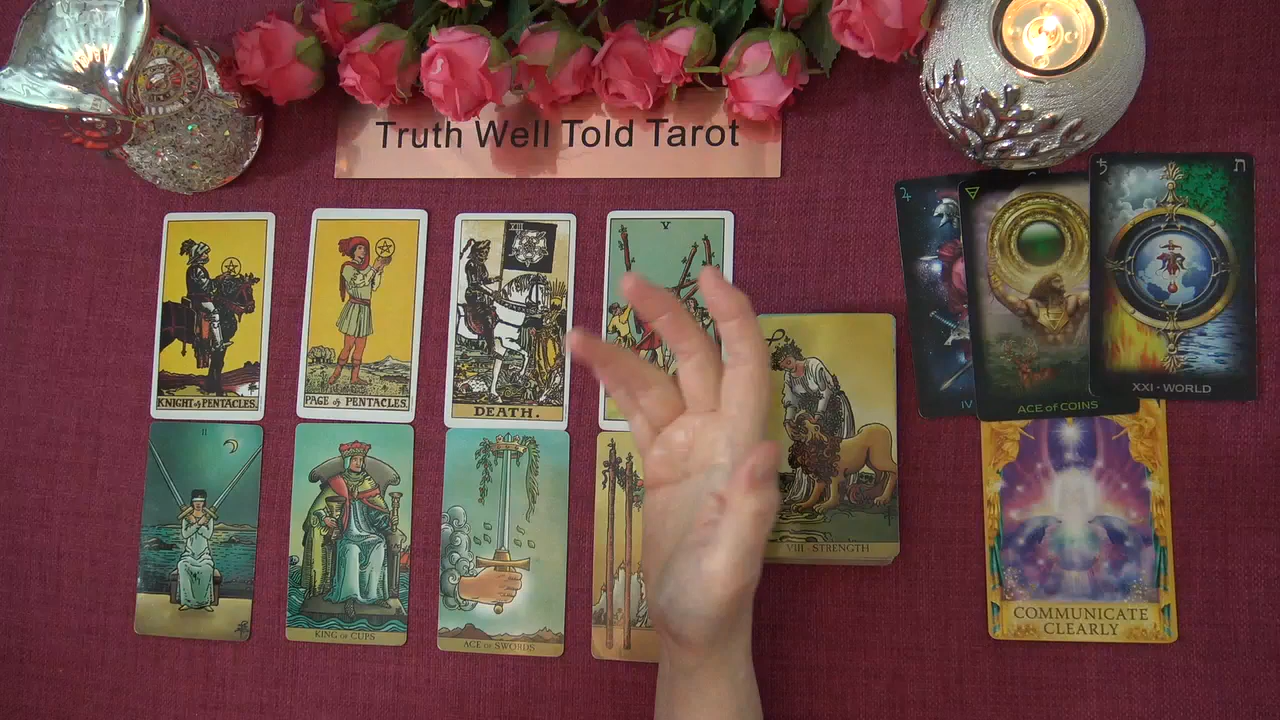 Truth Well Told Tarot
XIII
V
KNIGHT of PENTACLES.
PAGE of PENTACLES.
DEATH.
IV
ACE OF COINS
XXI · WORLD
II
KING OF CUPS
ACE OF SWORDS
VIII · STRENGTH
COMMUNICATE
CLEARLY
ת